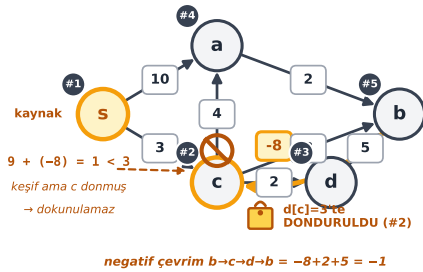 #4
a
#1
10
2
#5
kaynak
s
b
4
3
-8
5
#2
#3
9 + (−8) = 1 < 3
keşif ama c donmuş
→ dokunulamaz
c
2
d
d[c]=3'te
DONDURULDU (#2)
negatif çevrim b→c→d→b = −8+2+5 = −1